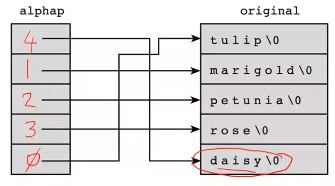 alphap original
4 tulip\0
1 marigold\0
2 petunia\0
3 rose\0
0 daisy\0